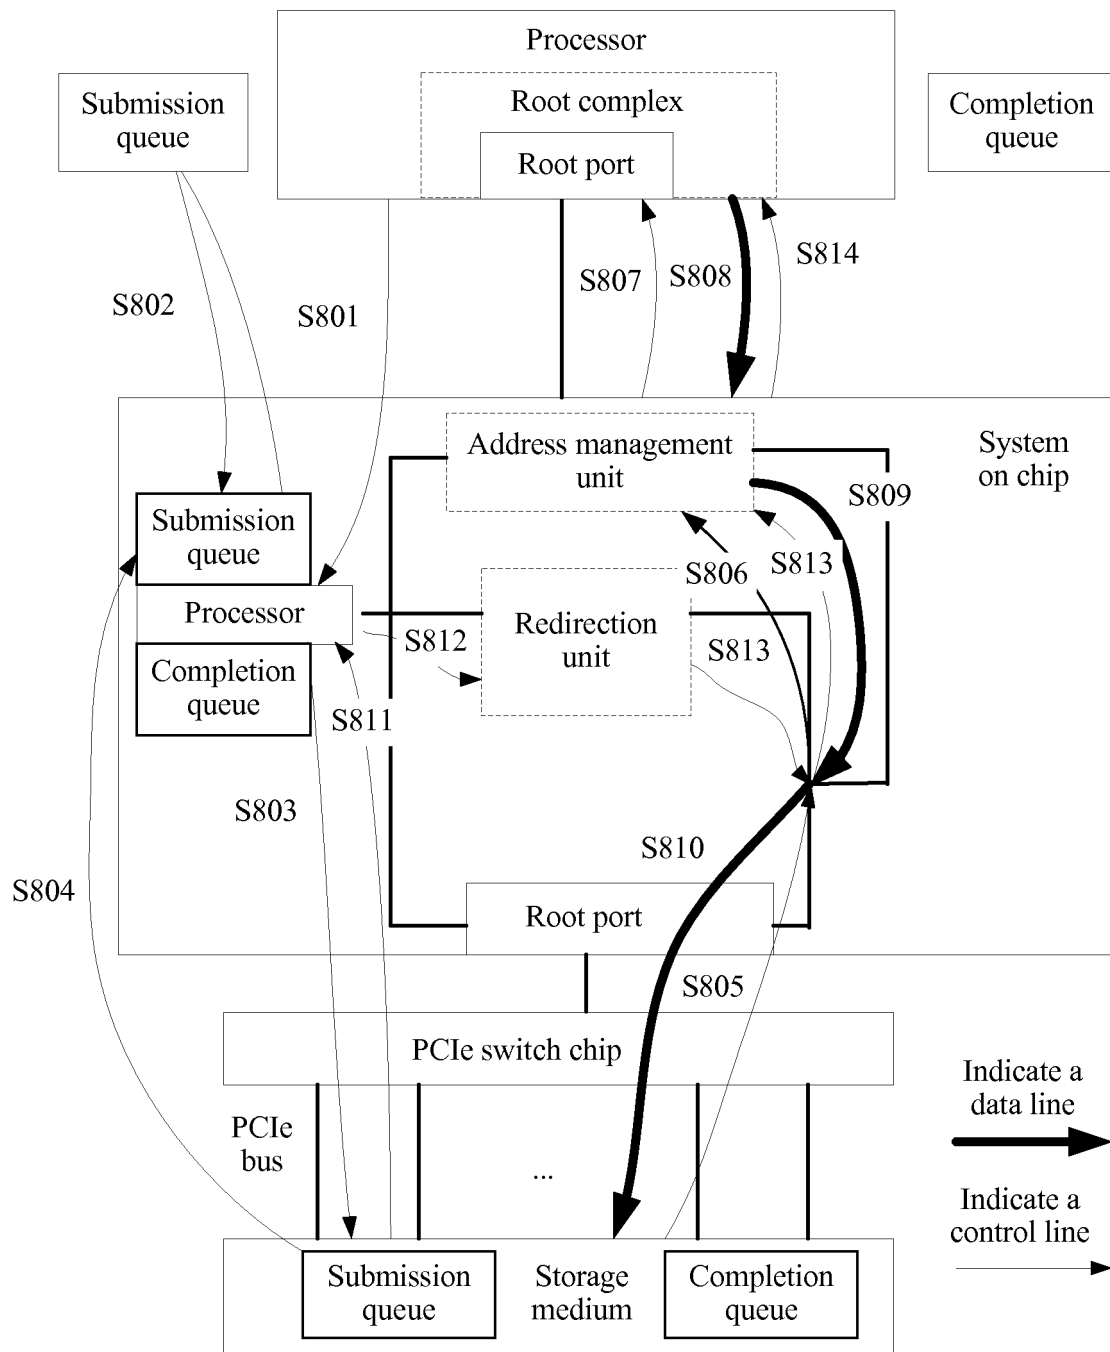 Processor
Submission
queue
Root complex
Completion
queue
Root port
S802
S801
S807
S808
S814
Address management
unit
System
on chip
S809
Submission
queue
S806
S813
Processor
S812
Redirection
unit
S813
Completion
queue
S811
S803
S810
S804
Root port
S805
PCIe switch chip
PCIe
bus
...
Indicate a
data line
Indicate a
control line
Submission
queue
Storage
medium
Completion
queue